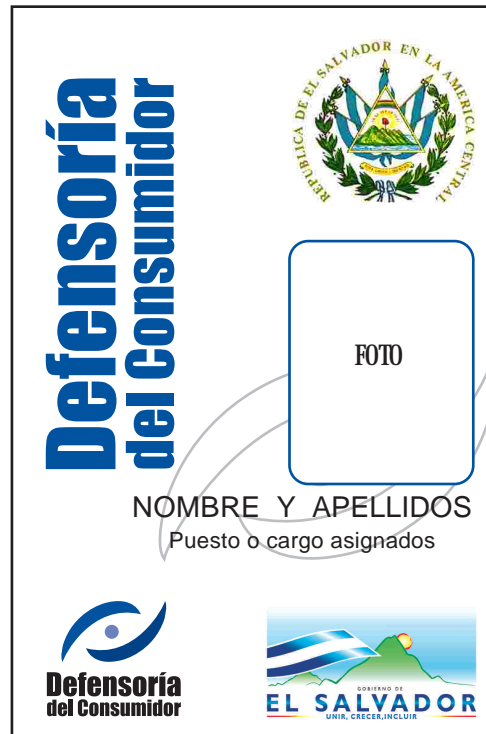 Defensoría
del Consumidor
REPUBLICA DE EL SALVADOR EN LA AMERICA CENTRAL
FOTO
NOMBRE Y APELLIDOS
Puesto o cargo asignados
Defensoría
del Consumidor
GOBIERNO DE
EL SALVADOR
UNIR, CRECER, INCLUIR